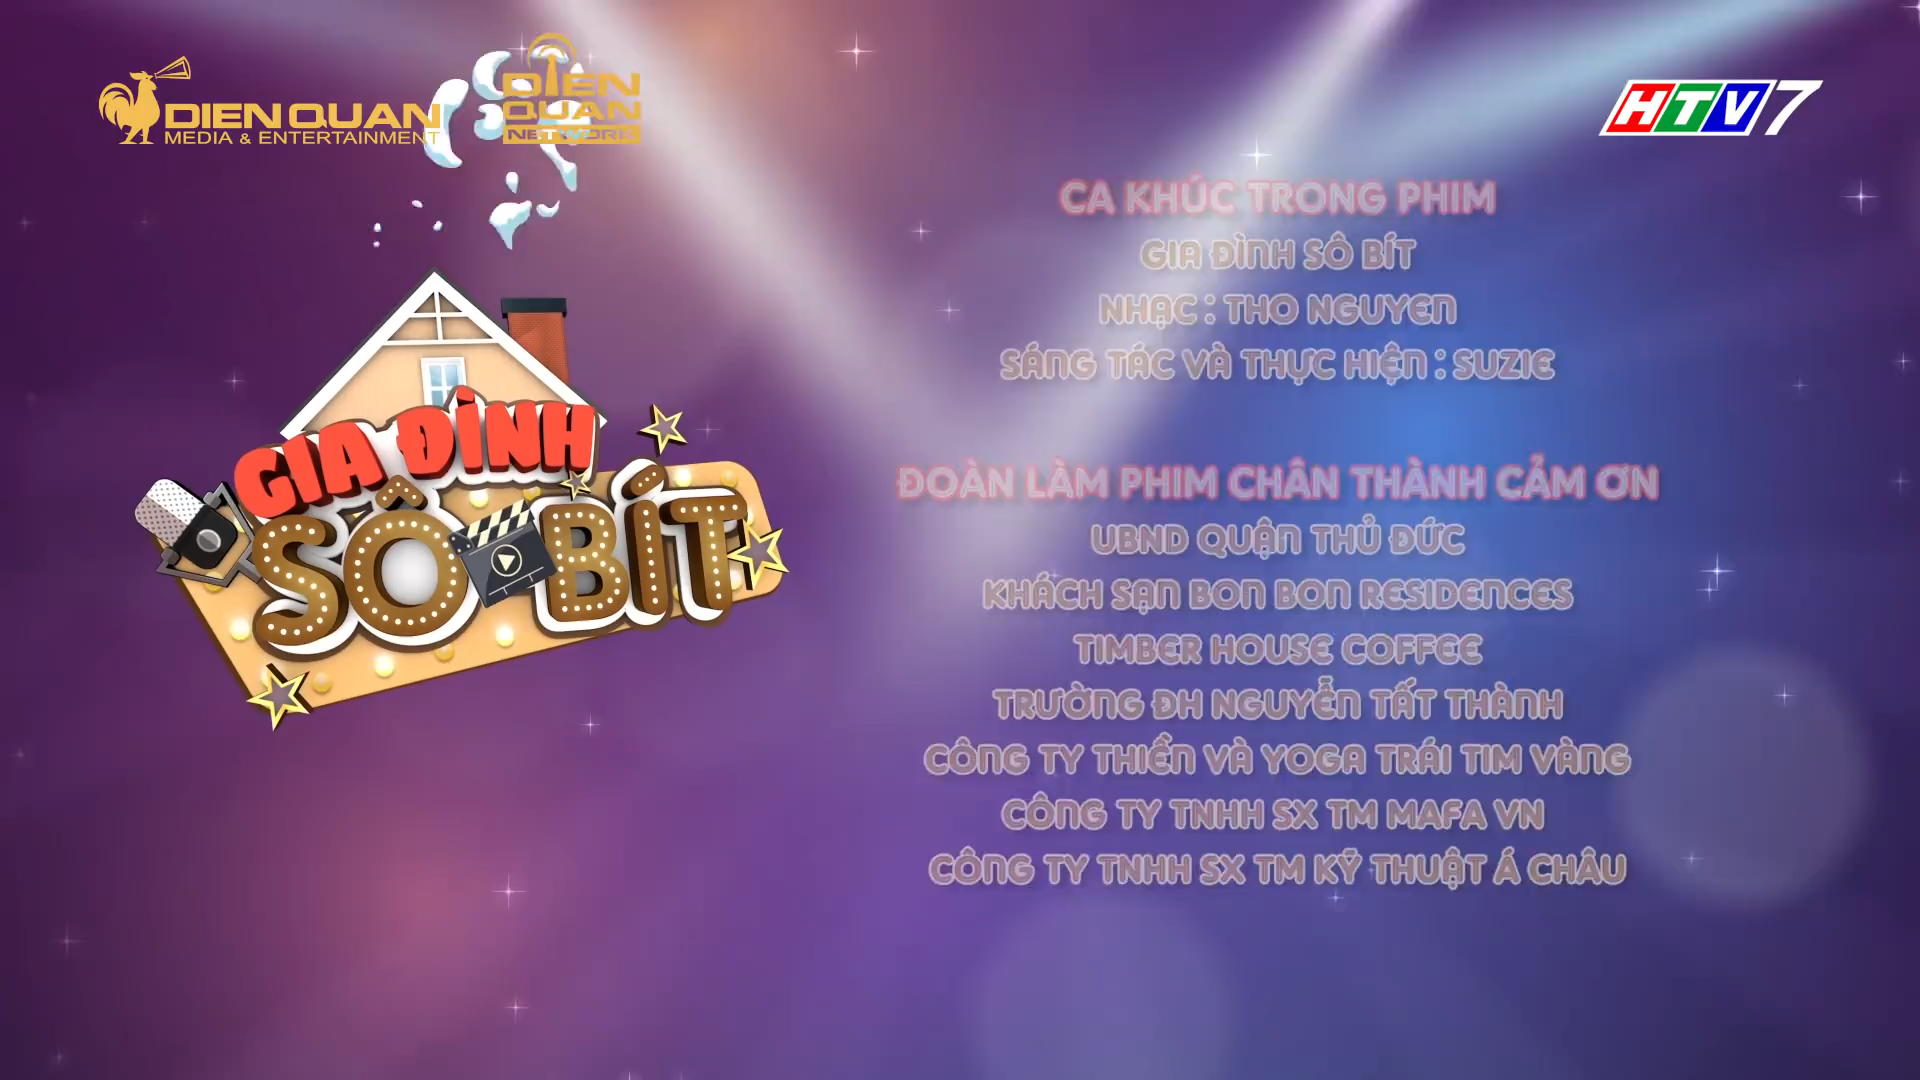 DIEN QUAN
MEDIA & ENTERTAINMENT
DIEN
QUAN
NETWORK
HTV7
GIA ĐÌNH
SÔ BÍT
CA KHÚC TRONG PHIM
GIA ĐÌNH SÔ BÍT
NHẠC : THO NGUYEN
SÁNG TÁC VÀ THỰC HIỆN : SUZIE
ĐOÀN LÀM PHIM CHÂN THÀNH CẢM ƠN
UBND QUẬN THỦ ĐỨC
KHÁCH SẠN BON BON RESIDENCES
TIMBER HOUSE COFFEE
TRƯỜNG ĐH NGUYỄN TẤT THÀNH
CÔNG TY THIỀN VÀ YOGA TRÁI TIM VÀNG
CÔNG TY TNHH SX TM MAFA VN
CÔNG TY TNHH SX TM KỸ THUẬT Á CHÂU